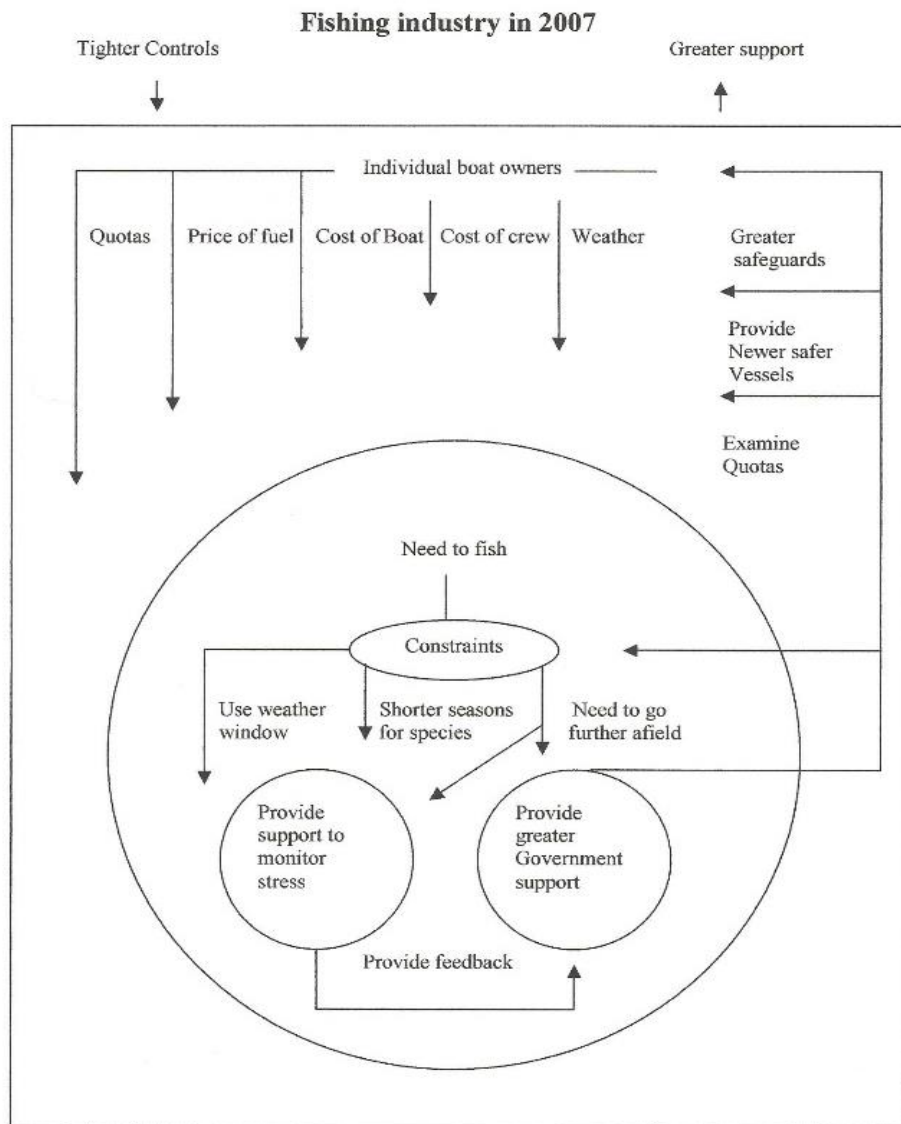 Fishing industry in 2007
Tighter Controls
Greater support
Individual boat owners
Quotas
Price of fuel
Cost of Boat
Cost of crew
Weather
Greater
safeguards
Provide
Newer safer
Vessels
Examine
Quotas
Need to fish
Constraints
Use weather
window
Shorter seasons
for species
Need to go
further afield
Provide
support to
monitor
stress
Provide
greater
Government
support
Provide feedback